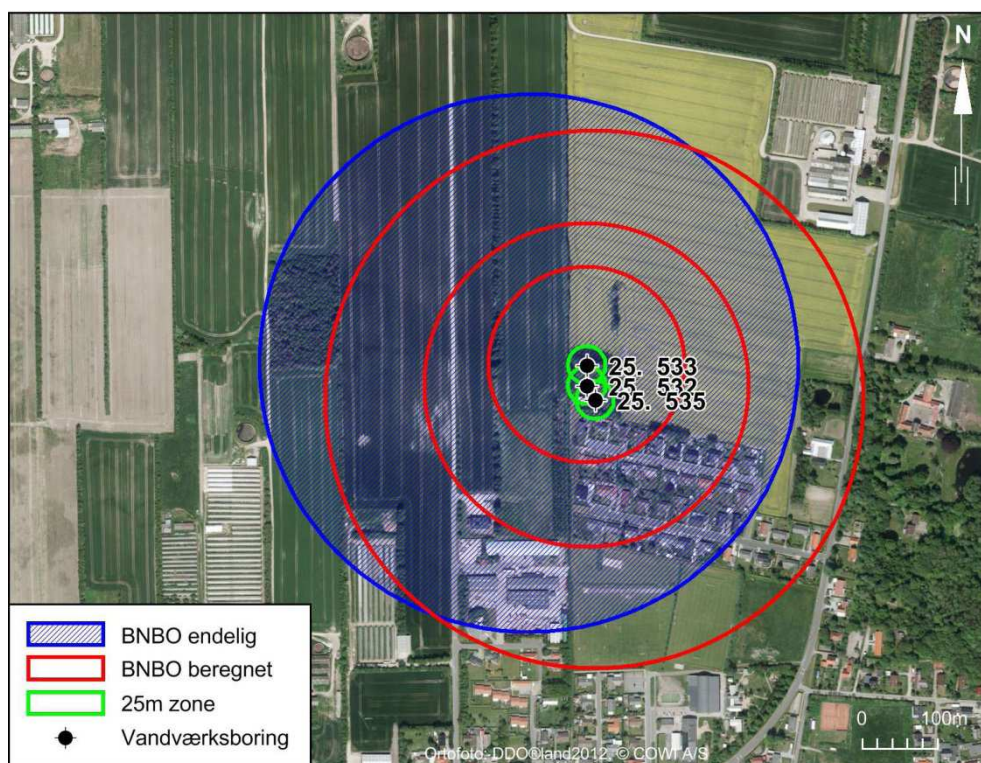 N
25. 533
25. 532
25. 535
BNBO endelig
BNBO beregnet
25m zone
Vandværksboring
0 100m
Ortofoto: DDO®land2012, © COWI A/S